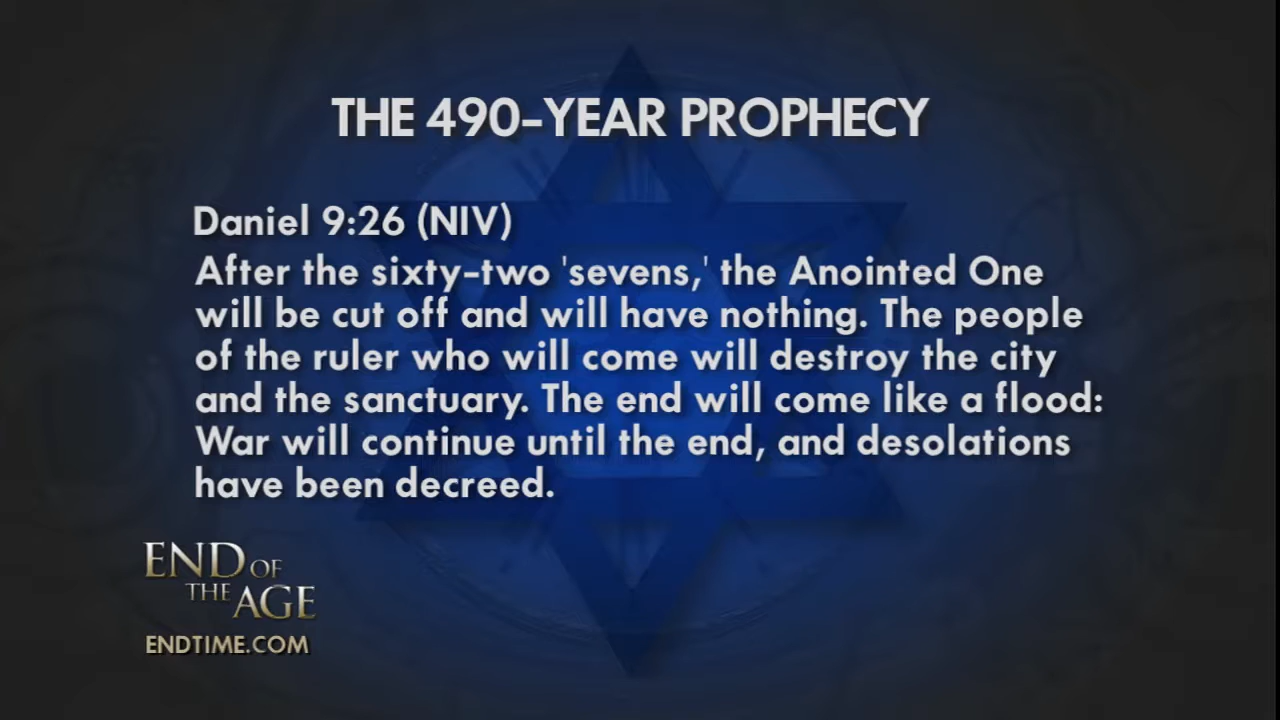 THE 490-YEAR PROPHECY
Daniel 9:26 (NIV)
After the sixty-two 'sevens,' the Anointed One
will be cut off and will have nothing. The people
of the ruler who will come will destroy the city
and the sanctuary. The end will come like a flood:
War will continue until the end, and desolations
have been decreed.
END OF
THE AGE
ENDTIME.COM